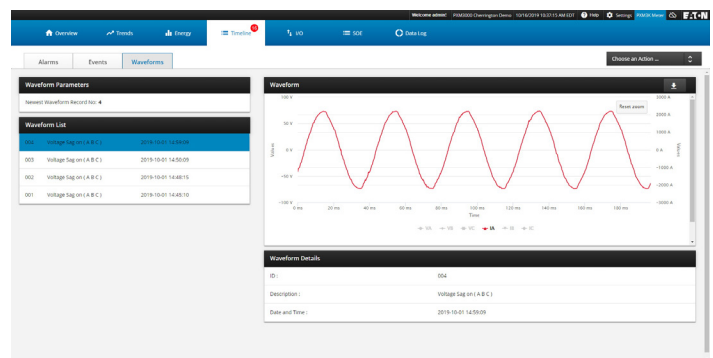 Welcome admin! PXM3K Cherrington Demo 10/16/2019 10:37:15 AM EDT Help Settings PXM3K Meter EATON
Overview Trends Energy Timeline I/O SOE Data Log
Alarms Events Waveforms Choose an Action ...
Waveform Parameters
Newest Waveform Record No: 4
Waveform List
004 Voltage Sag on ( A B C ) 2019-10-01 14:59:09
003 Voltage Sag on ( A B C ) 2019-10-01 14:50:09
002 Voltage Sag on ( A B C ) 2019-10-01 14:48:15
001 Voltage Sag on ( A B C ) 2019-10-01 14:45:10
Waveform
100 V 3000 A
Reset zoom
2000 A
50 V
1000 A
Values 0 V 0 A Values
-1000 A
-50 V
-2000 A
-100 V -3000 A
0 ms 20 ms 40 ms 60 ms 80 ms 100 ms 120 ms 140 ms 160 ms 180 ms
Time
VA VB VC IA IB IC
Waveform Details
ID : 004
Description : Voltage Sag on ( A B C )
Date and Time : 2019-10-01 14:59:09